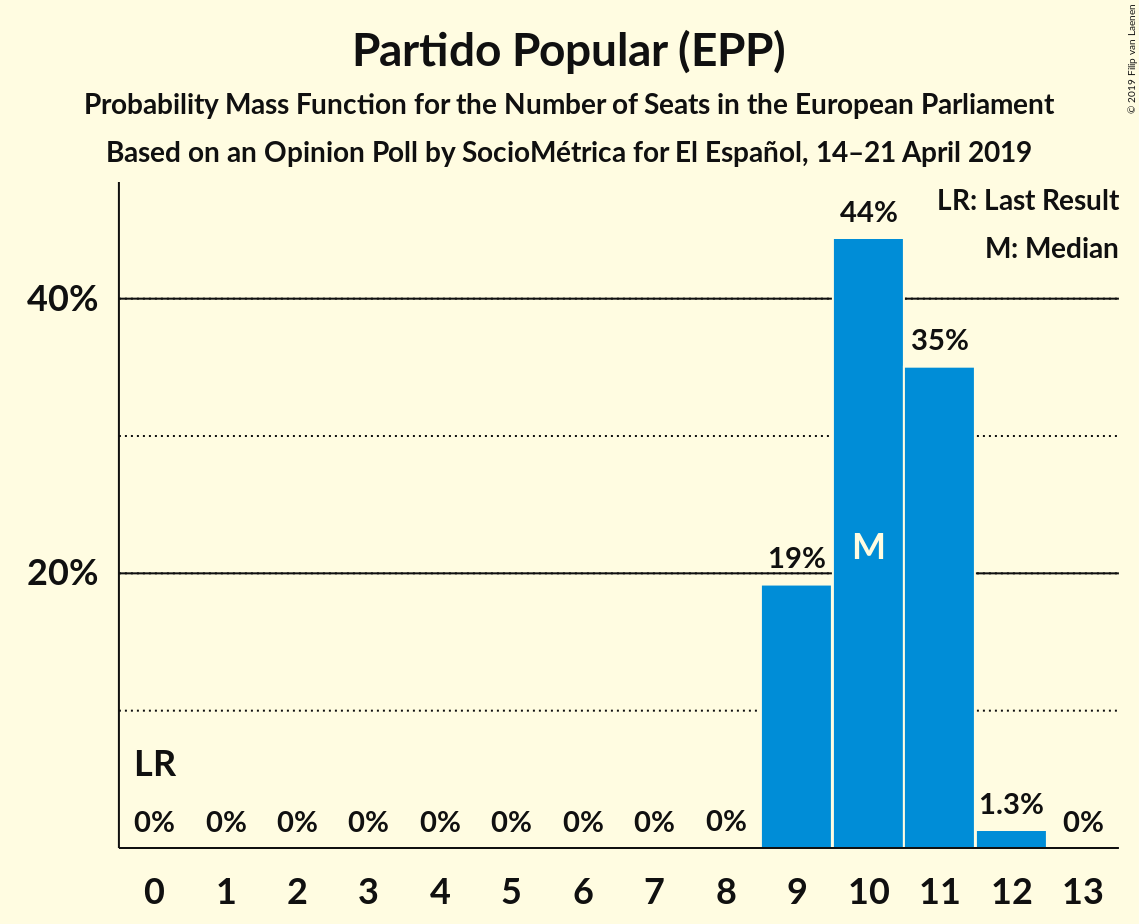 Partido Popular (EPP)
Probability Mass Function for the Number of Seats in the European Parliament
Based on an Opinion Poll by SocioMétrica for El Español, 14–21 April 2019
© 2019 Filip van Laenen
LR: Last Result
M: Median
44%
40%
35%
19%
M
20%
LR
1.3%
0% 0% 0% 0% 0% 0% 0% 0% 0% 0%
0 1 2 3 4 5 6 7 8 9 10 11 12 13